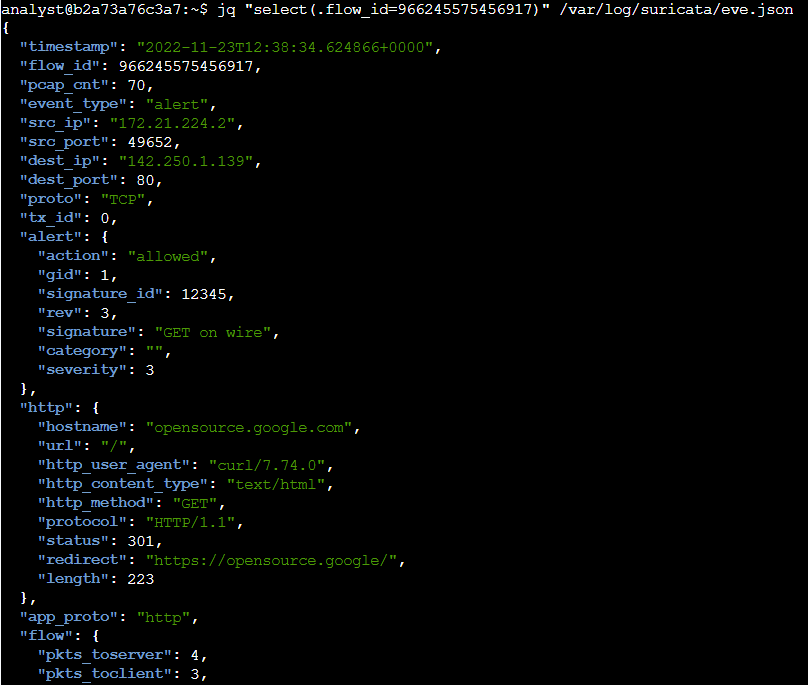 analyst@b2a73a76c3a7:~$ jq "select(.flow_id=966245575456917)" /var/log/suricata/eve.json
{
  "timestamp": "2022-11-23T12:38:34.624866+0000",
  "flow_id": 966245575456917,
  "pcap_cnt": 70,
  "event_type": "alert",
  "src_ip": "172.21.224.2",
  "src_port": 49652,
  "dest_ip": "142.250.1.139",
  "dest_port": 80,
  "proto": "TCP",
  "tx_id": 0,
  "alert": {
    "action": "allowed",
    "gid": 1,
    "signature_id": 12345,
    "rev": 3,
    "signature": "GET on wire",
    "category": "",
    "severity": 3
  },
  "http": {
    "hostname": "opensource.google.com",
    "url": "/",
    "http_user_agent": "curl/7.74.0",
    "http_content_type": "text/html",
    "http_method": "GET",
    "protocol": "HTTP/1.1",
    "status": 301,
    "redirect": "https://opensource.google/",
    "length": 223
  },
  "app_proto": "http",
  "flow": {
    "pkts_toserver": 4,
    "pkts_toclient": 3,